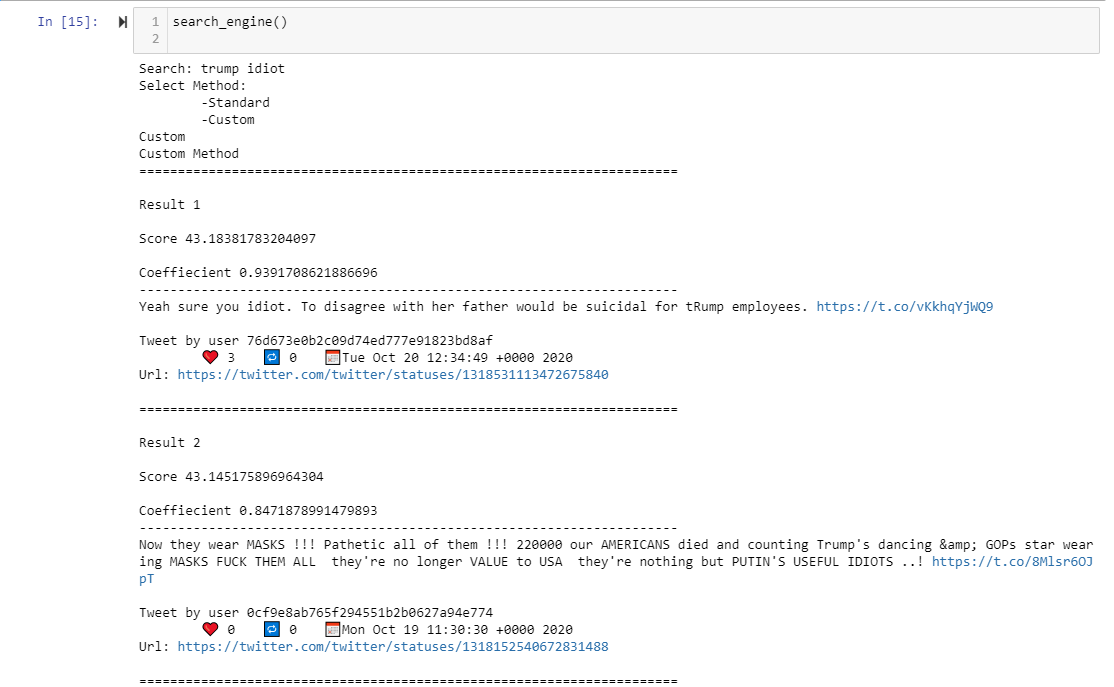 In [15]:
1 search_engine()
2
Search: trump idiot
Select Method:
-Standard
-Custom
Custom
Custom Method
======================================================================
Result 1
Score 43.18381783204097
Coeffiecient 0.9391708621886696
----------------------------------------------------------------------
Yeah sure you idiot. To disagree with her father would be suicidal for tRump employees. https://t.co/vKkhqYjWQ9
Tweet by user 76d673e0b2c09d74ed777e91823bd8af
3 0 Tue Oct 20 12:34:49 +0000 2020
Url: https://twitter.com/twitter/statuses/1318531113472675840
======================================================================
Result 2
Score 43.145175896964304
Coeffiecient 0.8471878991479893
----------------------------------------------------------------------
Now they wear MASKS !!! Pathetic all of them !!! 220000 our AMERICANS died and counting Trump's dancing &amp; GOPs star wear
ing MASKS FUCK THEM ALL  they're no longer VALUE to USA  they're nothing but PUTIN'S USEFUL IDIOTS ..! https://t.co/8Mlsr6OJ
pT
Tweet by user 0cf9e8ab765f294551b2b0627a94e774
0 0 Mon Oct 19 11:30:30 +0000 2020
Url: https://twitter.com/twitter/statuses/1318152540672831488
======================================================================